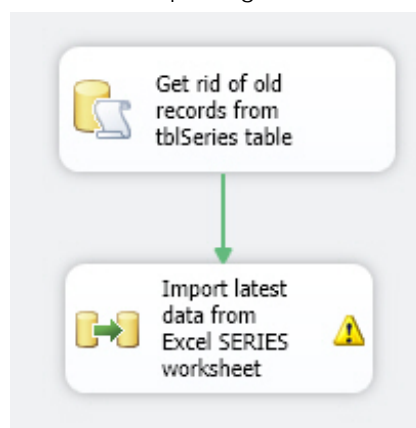 Get rid of old
records from
tblSeries table
Import latest
data from
Excel SERIES
worksheet